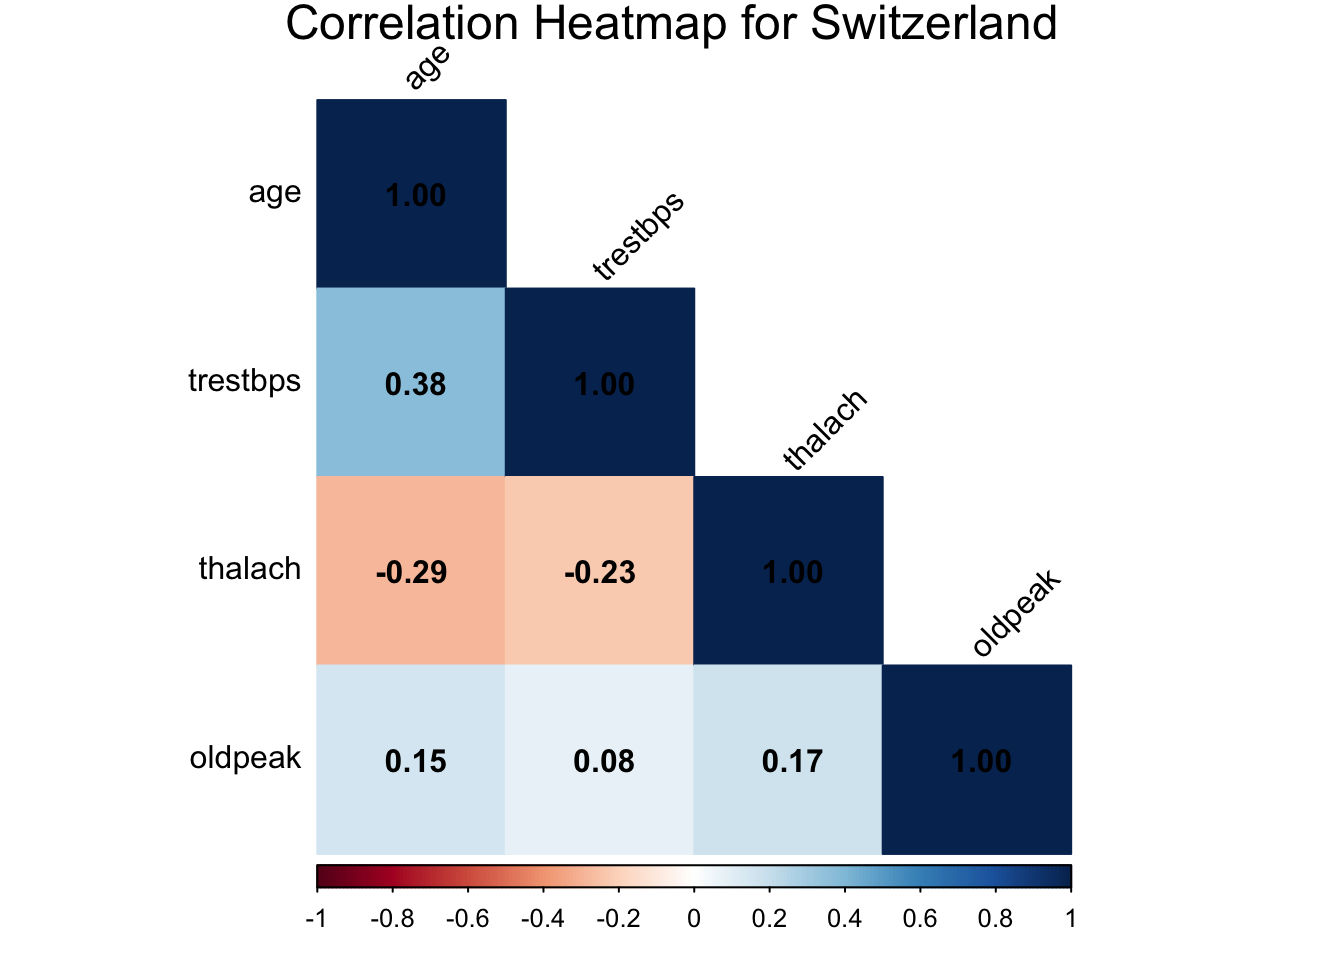 Correlation Heatmap for Switzerland
age
age 1.00
trestbps
trestbps 0.38 1.00
thalach
thalach -0.29 -0.23 1.00
oldpeak
oldpeak 0.15 0.08 0.17 1.00
-1 -0.8 -0.6 -0.4 -0.2 0 0.2 0.4 0.6 0.8 1